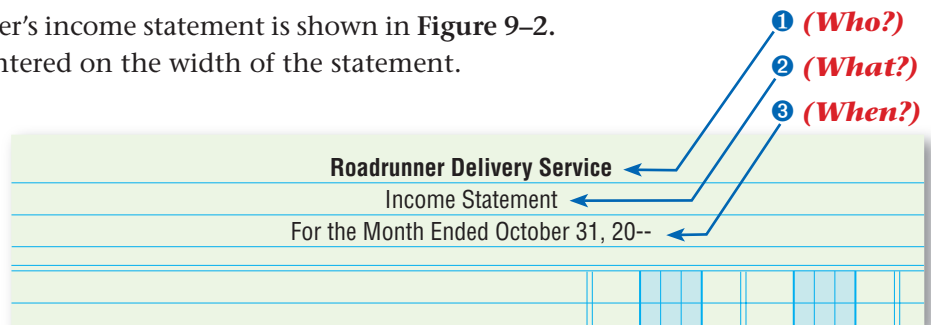 er's income statement is shown in Figure 9–2.
ntered on the width of the statement.
❶ (Who?)
❷ (What?)
❸ (When?)
Roadrunner Delivery Service
Income Statement
For the Month Ended October 31, 20--